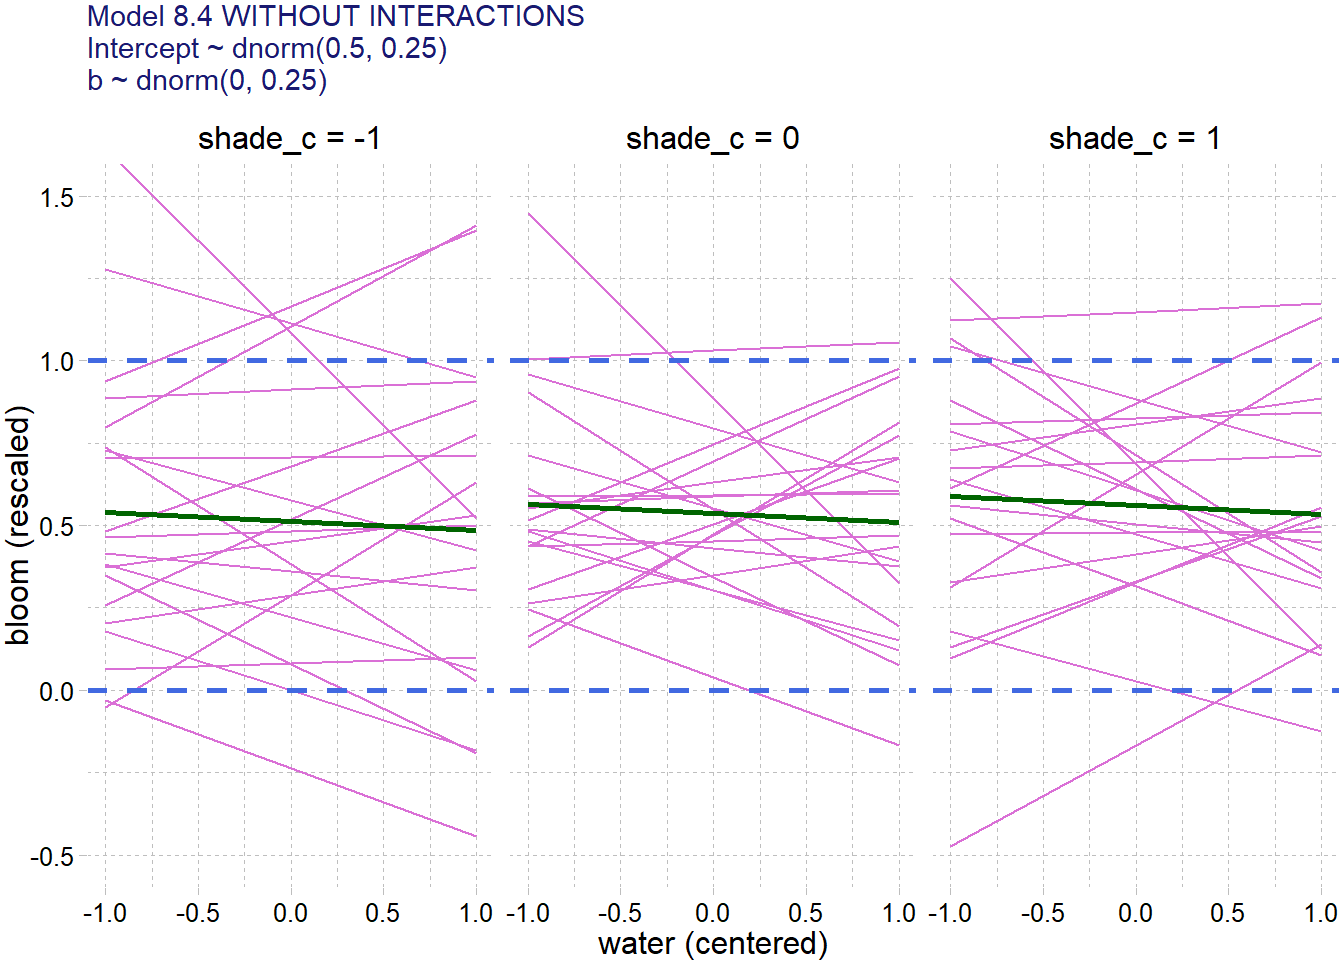 Model 8.4 WITHOUT INTERACTIONS
Intercept ~ dnorm(0.5, 0.25)
b ~ dnorm(0, 0.25)
shade_c = -1
shade_c = 0
shade_c = 1
bloom (rescaled)
1.5
1.0
0.5
0.0
-0.5
-1.0 -0.5 0.0 0.5 1.0
-1.0 -0.5 0.0 0.5 1.0
-1.0 -0.5 0.0 0.5 1.0
water (centered)